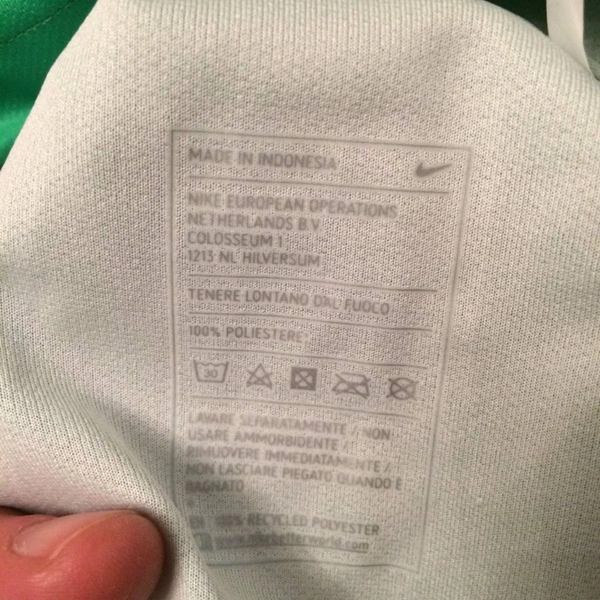 MADE IN INDONESIA
NIKE EUROPEAN OPERATIONS
NETHERLANDS B.V
COLOSSEUM 1
1213 NL HILVERSUM
TENERE LONTANO DAL FUOCO
100% POLIESTERE
30
LAVARE SEPARATAMENTE / NON
USARE AMMORBIDENTE /
RIMUOVERE IMMEDIATAMENTE /
NON LASCIARE PIEGATO QUANDO È
BAGNATO
100% RECYCLED POLYESTER
www.nikebetterworld.com